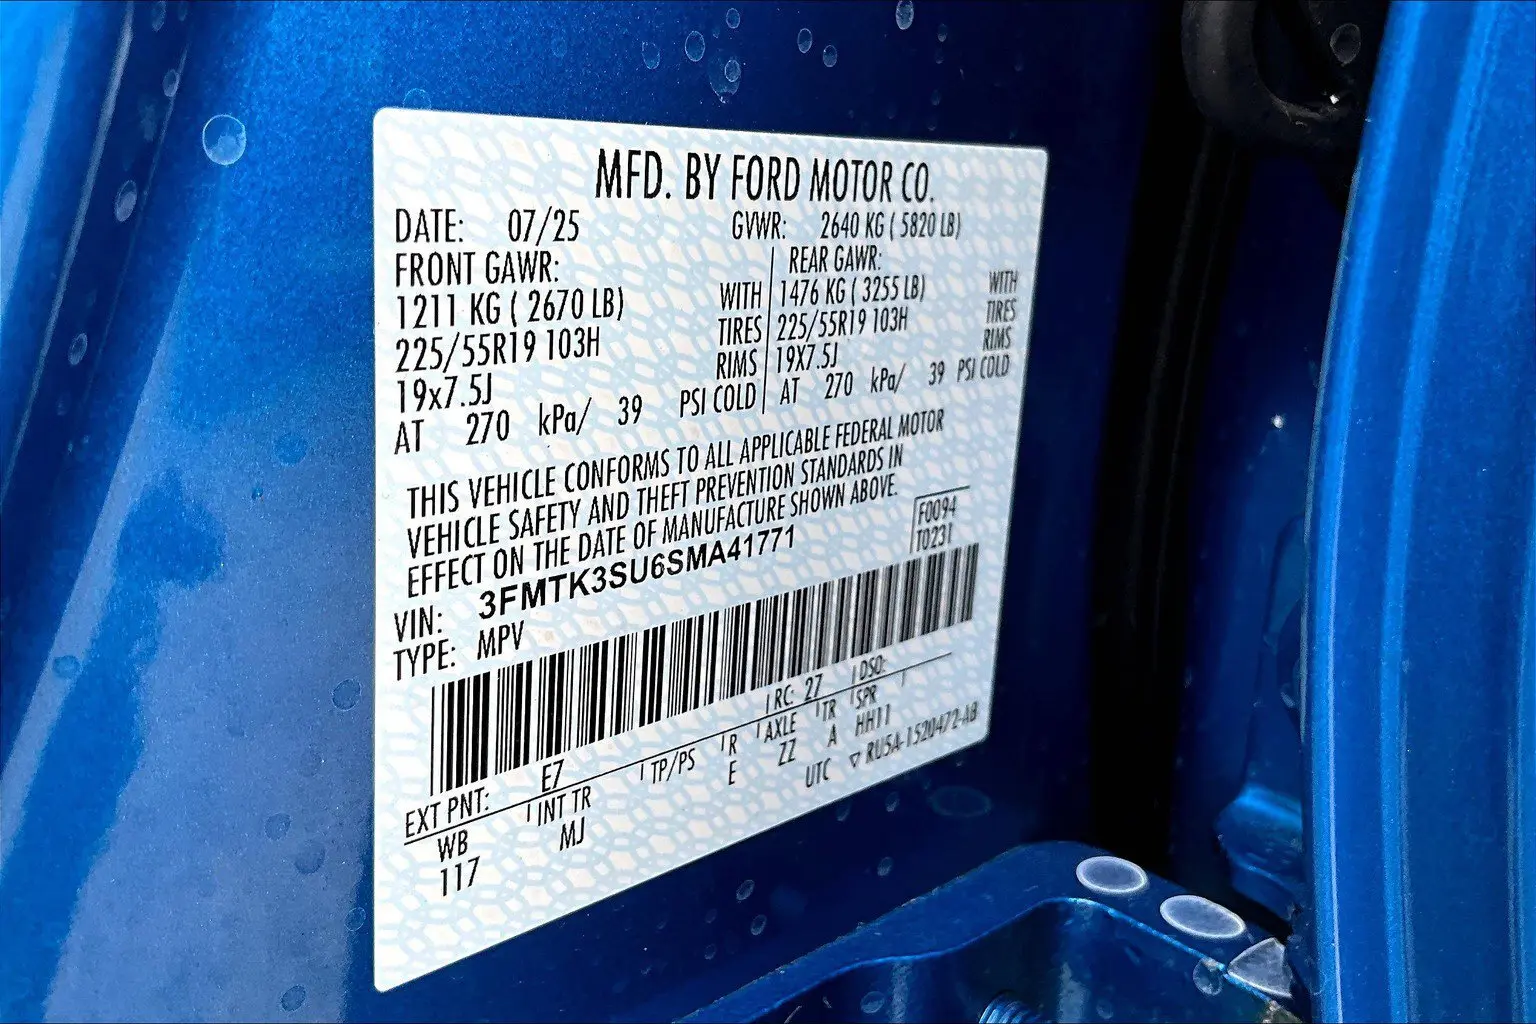 MFD. BY FORD MOTOR CO.
DATE: 07/25 GVWR: 2640 KG ( 5820 LB)
FRONT GAWR: REAR GAWR:
1211 KG ( 2670 LB) WITH 1476 KG ( 3255 LB) WITH
225/55R19 103H TIRES 225/55R19 103H TIRES
19x7.5J RIMS 19X7.5J RIMS
AT 270 kPa/ 39 PSI COLD AT 270 kPa/ 39 PSI COLD
THIS VEHICLE CONFORMS TO ALL APPLICABLE FEDERAL MOTOR
VEHICLE SAFETY AND THEFT PREVENTION STANDARDS IN
EFFECT ON THE DATE OF MANUFACTURE SHOWN ABOVE.
F0094
T0231
VIN: 3FMTK3SU6SMA41771
TYPE: MPV
EXT PNT: E7 RC: 27 DSO:
WB INT TR TP/PS R AXLE TR SPR
117 MJ E ZZ A HH11
UTC ▽ RU5A-1520472-AB